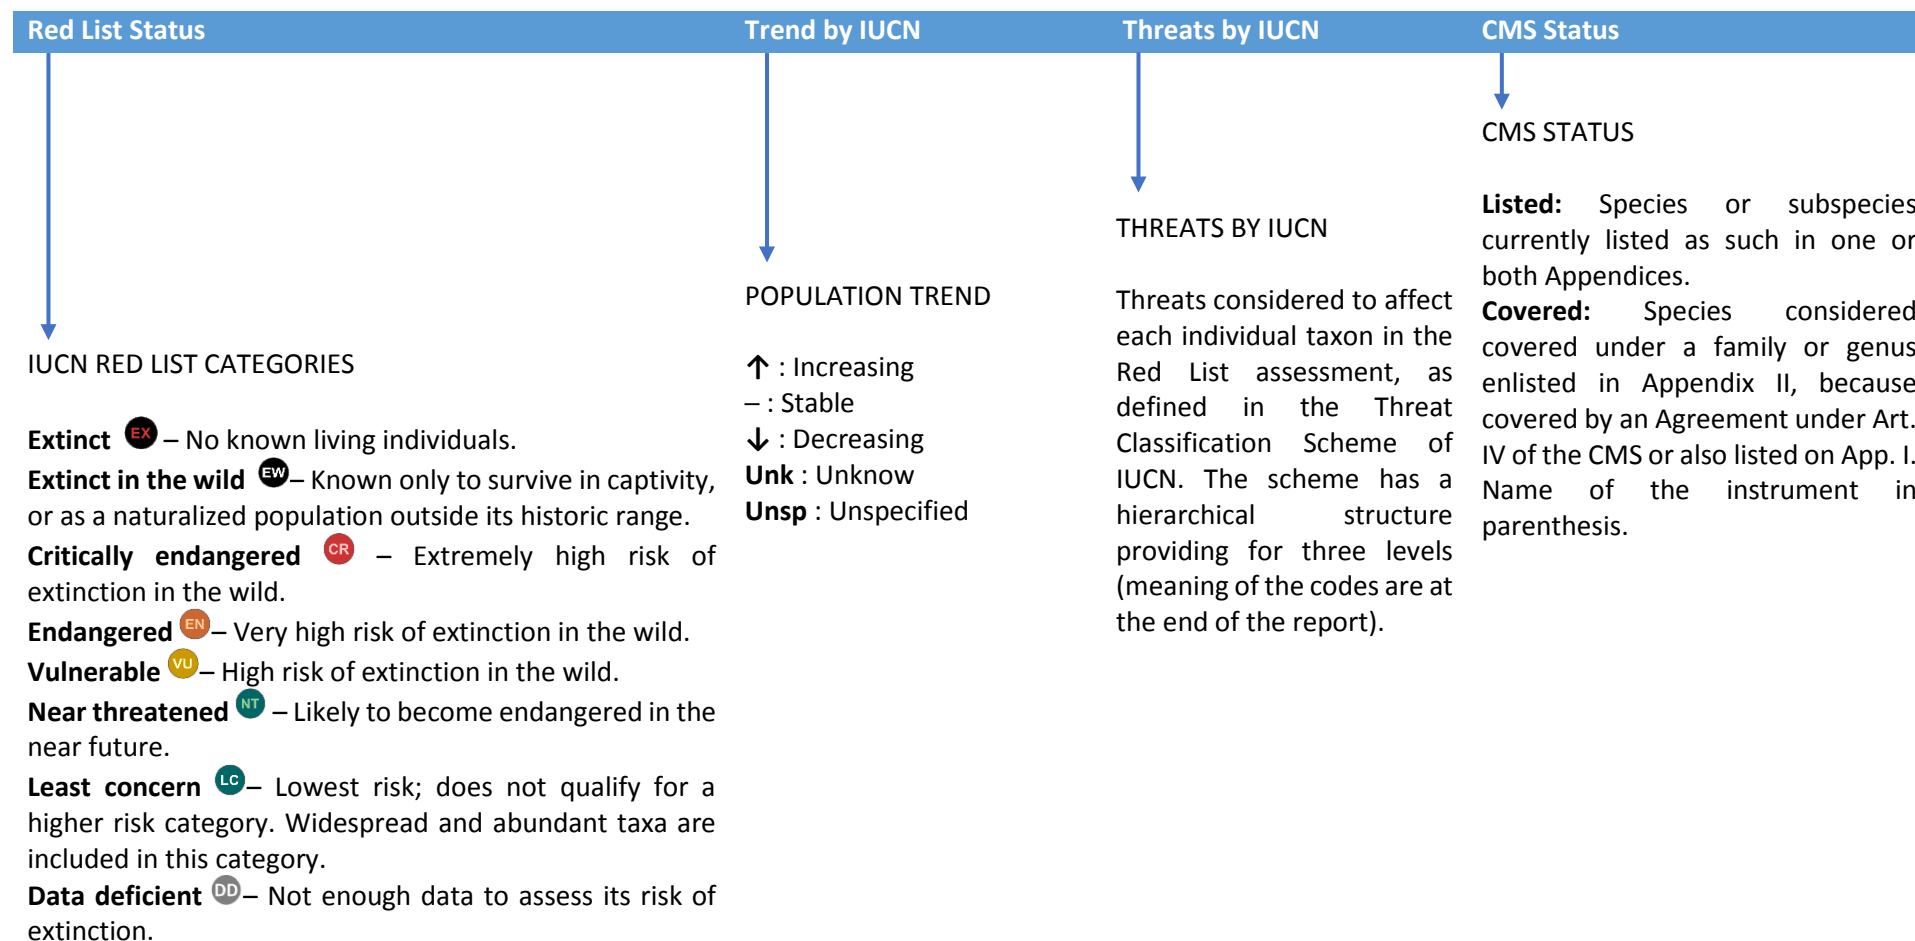 Red List Status
Trend by IUCN
Threats by IUCN
CMS Status
IUCN RED LIST CATEGORIES
Extinct EX – No known living individuals.
Extinct in the wild EW – Known only to survive in captivity,
or as a naturalized population outside its historic range.
Critically endangered CR – Extremely high risk of
extinction in the wild.
Endangered EN – Very high risk of extinction in the wild.
Vulnerable VU – High risk of extinction in the wild.
Near threatened NT – Likely to become endangered in the
near future.
Least concern LC – Lowest risk; does not qualify for a
higher risk category. Widespread and abundant taxa are
included in this category.
Data deficient DD – Not enough data to assess its risk of
extinction.
POPULATION TREND
↑ : Increasing
– : Stable
↓ : Decreasing
Unk : Unknow
Unsp : Unspecified
THREATS BY IUCN
Threats considered to affect
each individual taxon in the
Red List assessment, as
defined in the Threat
Classification Scheme of
IUCN. The scheme has a
hierarchical structure
providing for three levels
(meaning of the codes are at
the end of the report).
CMS STATUS
Listed: Species or subspecies
currently listed as such in one or
both Appendices.
Covered: Species considered
covered under a family or genus
enlisted in Appendix II, because
covered by an Agreement under Art.
IV of the CMS or also listed on App. I.
Name of the instrument in
parenthesis.